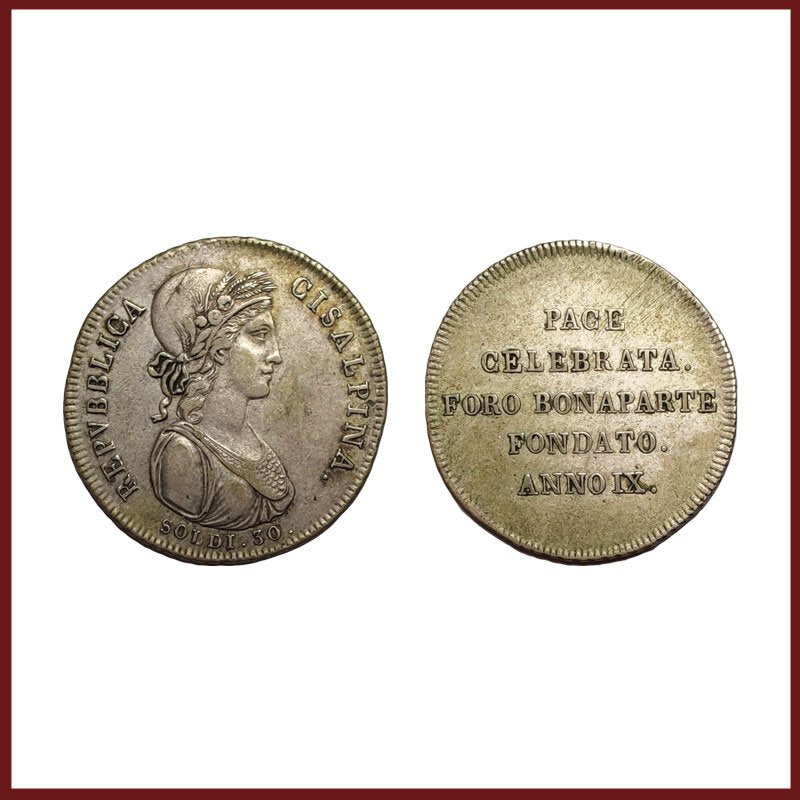 REPVBBLICA CISALPINA.
SOLDI. 30.
PACE
CELEBRATA.
FORO BONAPARTE
FONDATO.
ANNO IX.